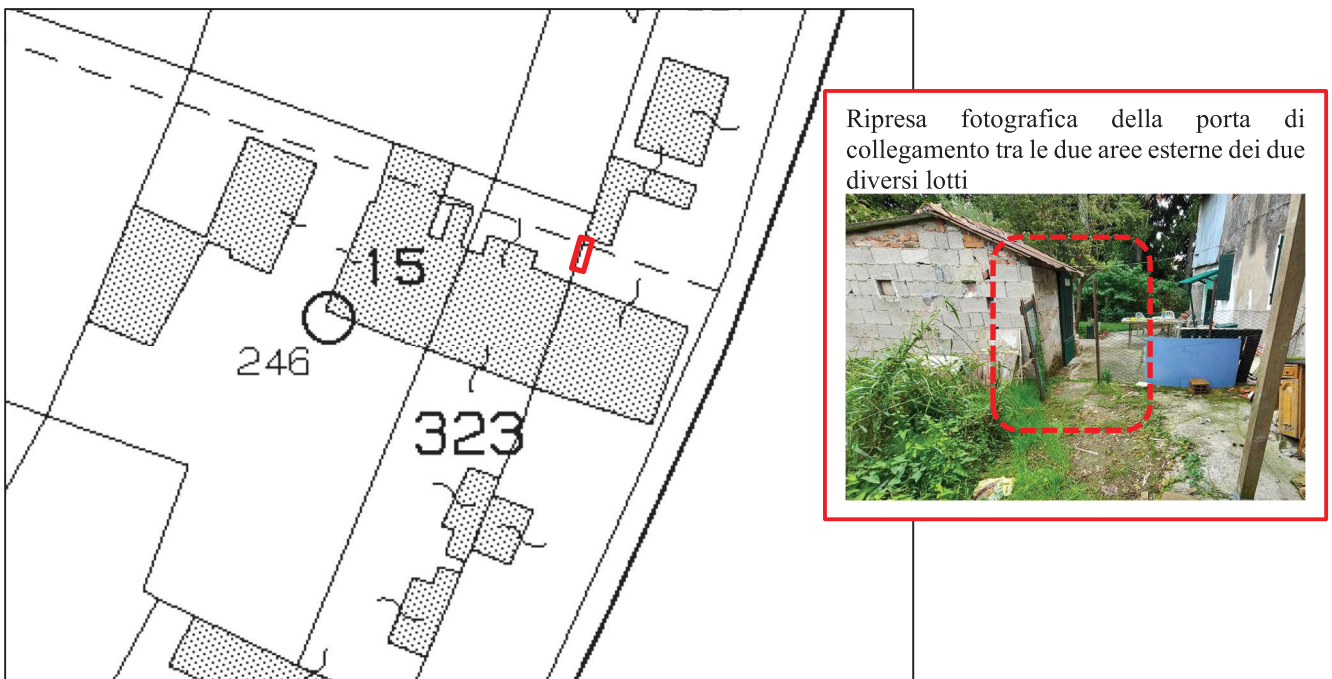 Ripresa fotografica della porta di
collegamento tra le due aree esterne dei due
diversi lotti
15
246
323